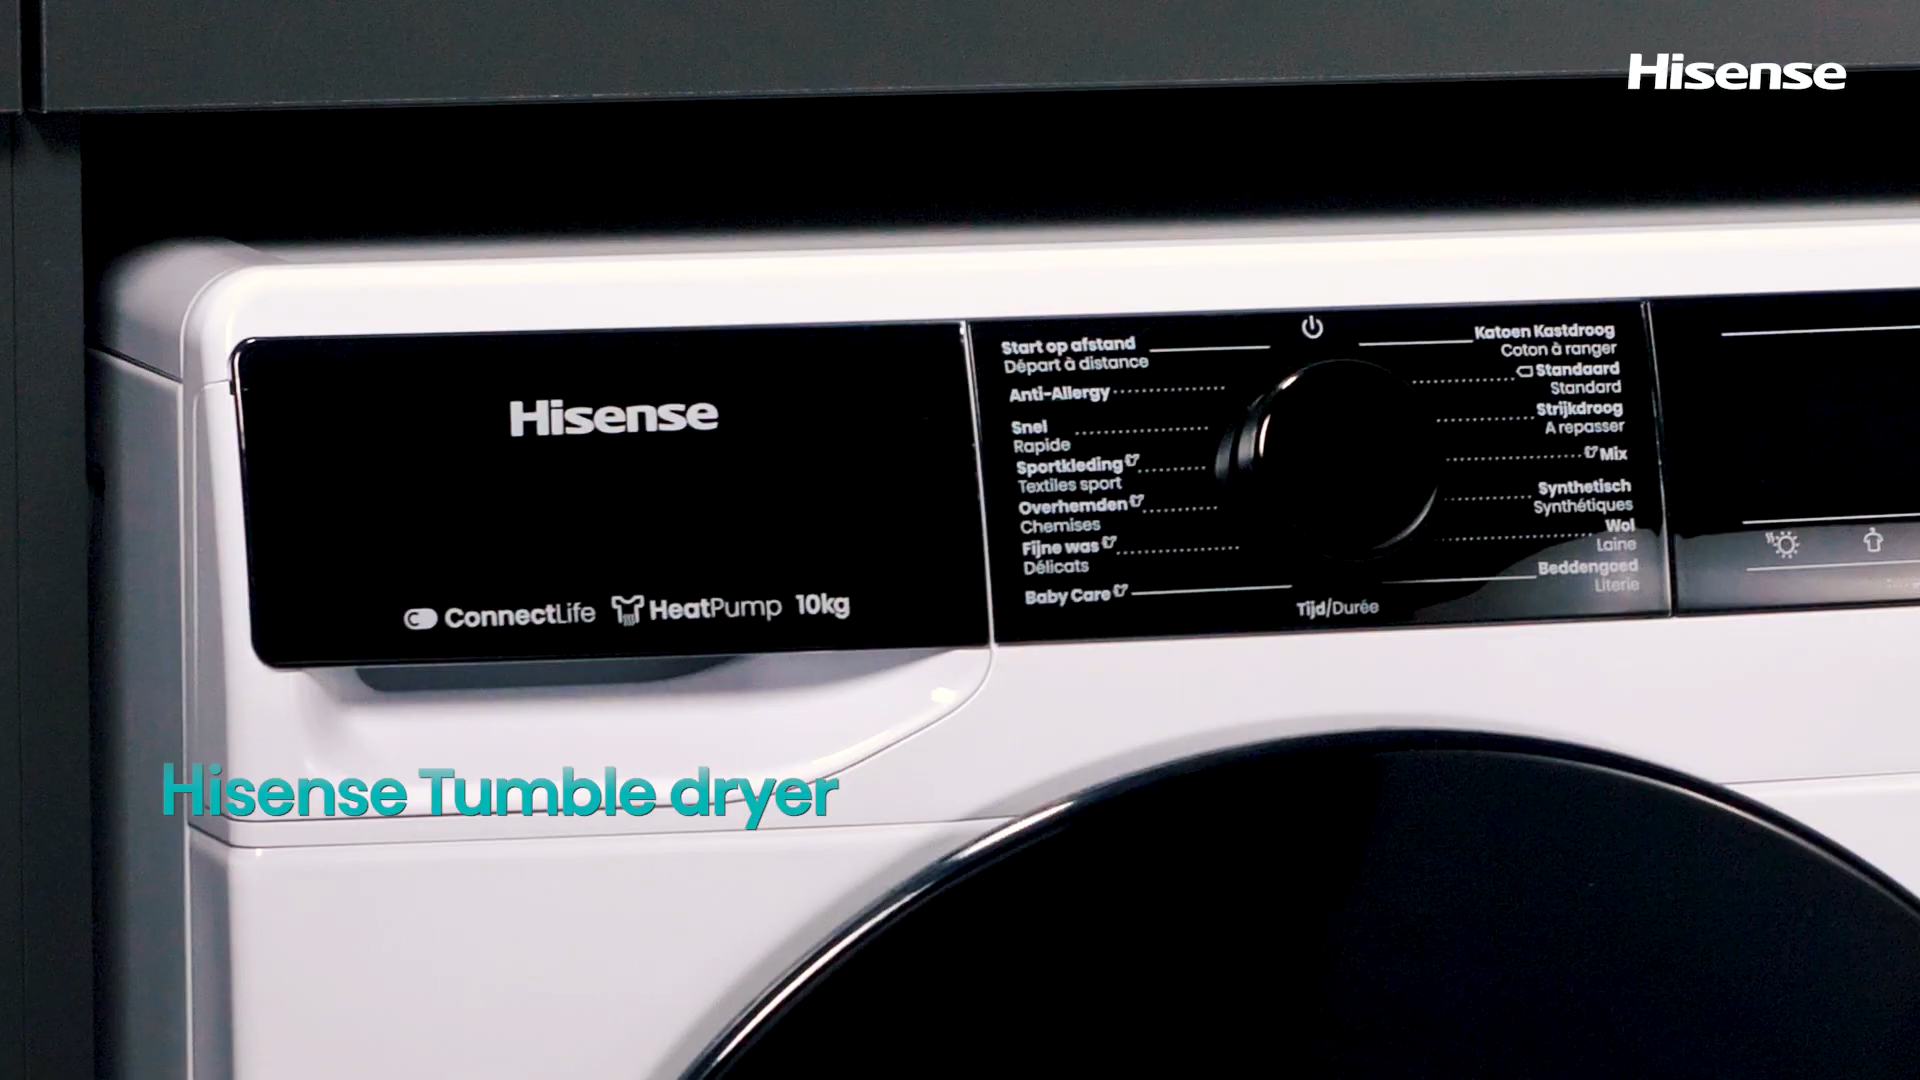 Hisense
Hisense
ConnectLife HeatPump 10kg
Start op afstand
Départ à distance
Anti-Allergy
Snel
Rapide
Sportkleding
Textiles sport
Overhemden
Chemises
Fijne was
Délicats
Baby Care
Katoen Kastdroog
Coton à ranger
Standaard
Standard
Strijkdroog
A repasser
Mix
Synthetisch
Synthétiques
Wol
Laine
Beddengoed
Literie
Tijd/Durée
Hisense Tumble dryer